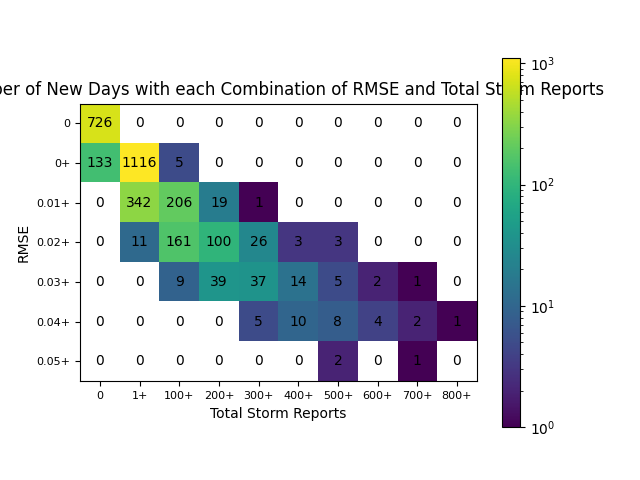 er of New Days with each Combination of RMSE and Total Storm Reports
RMSE
0 726 0 0 0 0 0 0 0 0 0
0+ 133 1116 5 0 0 0 0 0 0 0
0.01+ 0 342 206 19 1 0 0 0 0 0
0.02+ 0 11 161 100 26 3 3 0 0 0
0.03+ 0 0 9 39 37 14 5 2 1 0
0.04+ 0 0 0 0 5 10 8 4 2 1
0.05+ 0 0 0 0 0 0 2 0 1 0
0 1+ 100+ 200+ 300+ 400+ 500+ 600+ 700+ 800+
Total Storm Reports
10³
10²
10¹
10⁰